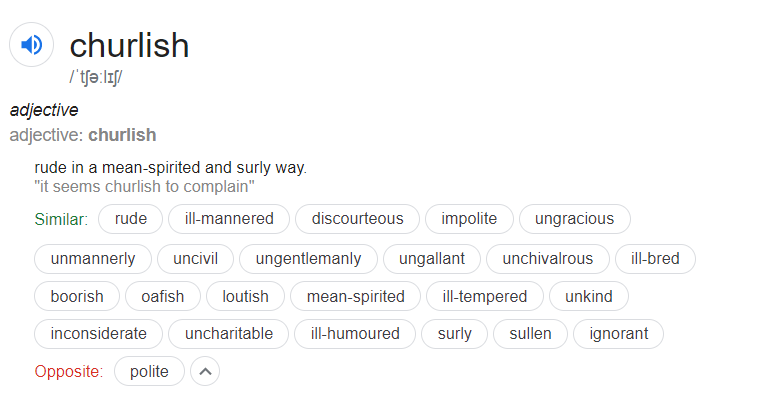 churlish
/ˈtʃəːlɪʃ/
adjective
adjective: churlish
rude in a mean-spirited and surly way.
"it seems churlish to complain"
Similar: rude ill-mannered discourteous impolite ungracious
unmannerly uncivil ungentlemanly ungallant unchivalrous ill-bred
boorish oafish loutish mean-spirited ill-tempered unkind
inconsiderate uncharitable ill-humoured surly sullen ignorant
Opposite: polite